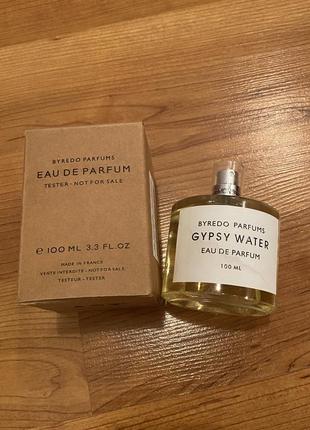 BYREDO PARFUMS
EAU DE PARFUM
TESTER - NOT FOR SALE
℮ 100 ML 3.3 FL.OZ
MADE IN FRANCE
VENTE INTERDITE - NOT FOR SALE
TESTEUR - TESTER
BYREDO PARFUMS
GYPSY WATER
EAU DE PARFUM
100 ML